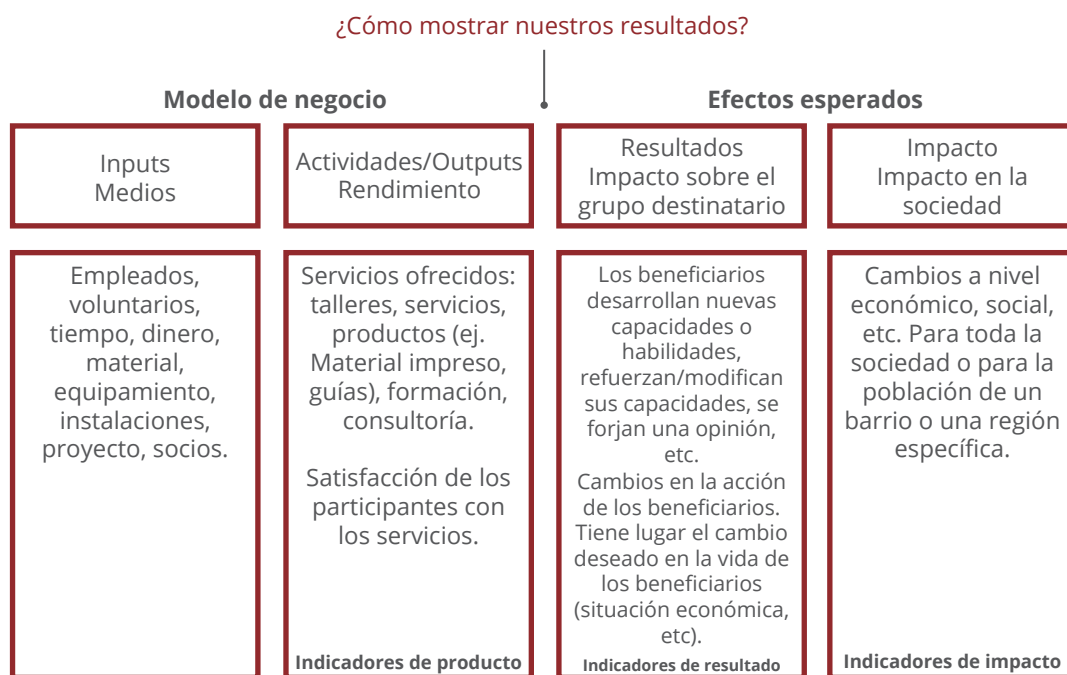 ¿Cómo mostrar nuestros resultados?
Modelo de negocio
Efectos esperados
Inputs
Medios
Actividades/Outputs
Rendimiento
Resultados
Impacto sobre el
grupo destinatario
Impacto
Impacto en la
sociedad
Empleados,
voluntarios,
tiempo, dinero,
material,
equipamiento,
instalaciones,
proyecto, socios.
Servicios ofrecidos:
talleres, servicios,
productos (ej.
Material impreso,
guías), formación,
consultoría.
Satisfacción de los
participantes con
los servicios.
Indicadores de producto
Los beneficiarios
desarrollan nuevas
capacidades o
habilidades,
refuerzan/modifican
sus capacidades, se
forjan una opinión,
etc.
Cambios en la acción
de los beneficiarios.
Tiene lugar el cambio
deseado en la vida de
los beneficiarios
(situación económica,
etc).
Indicadores de resultado
Cambios a nivel
económico, social,
etc. Para toda la
sociedad o para la
población de un
barrio o una región
específica.
Indicadores de impacto